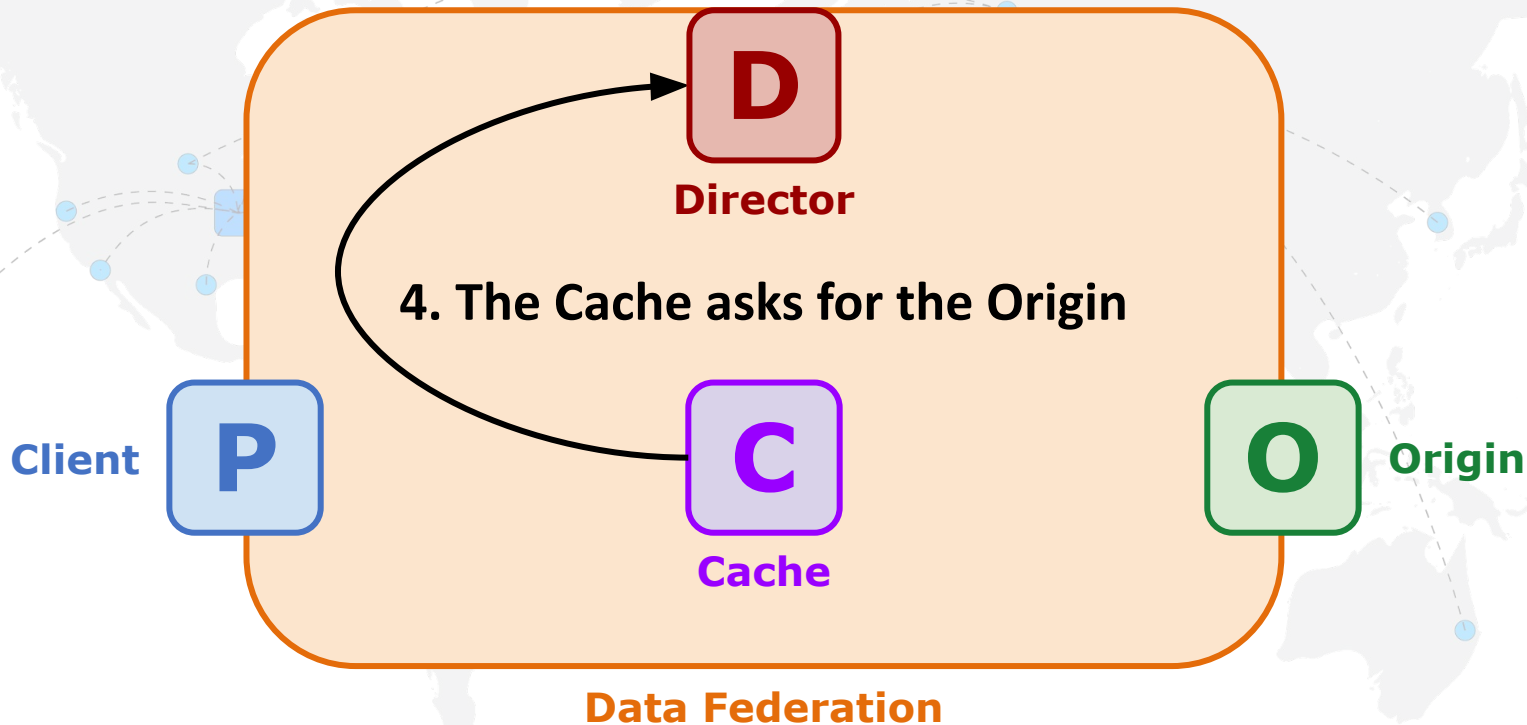 D
Director
4. The Cache asks for the Origin
Client
P
C
O
Origin
Cache
Data Federation